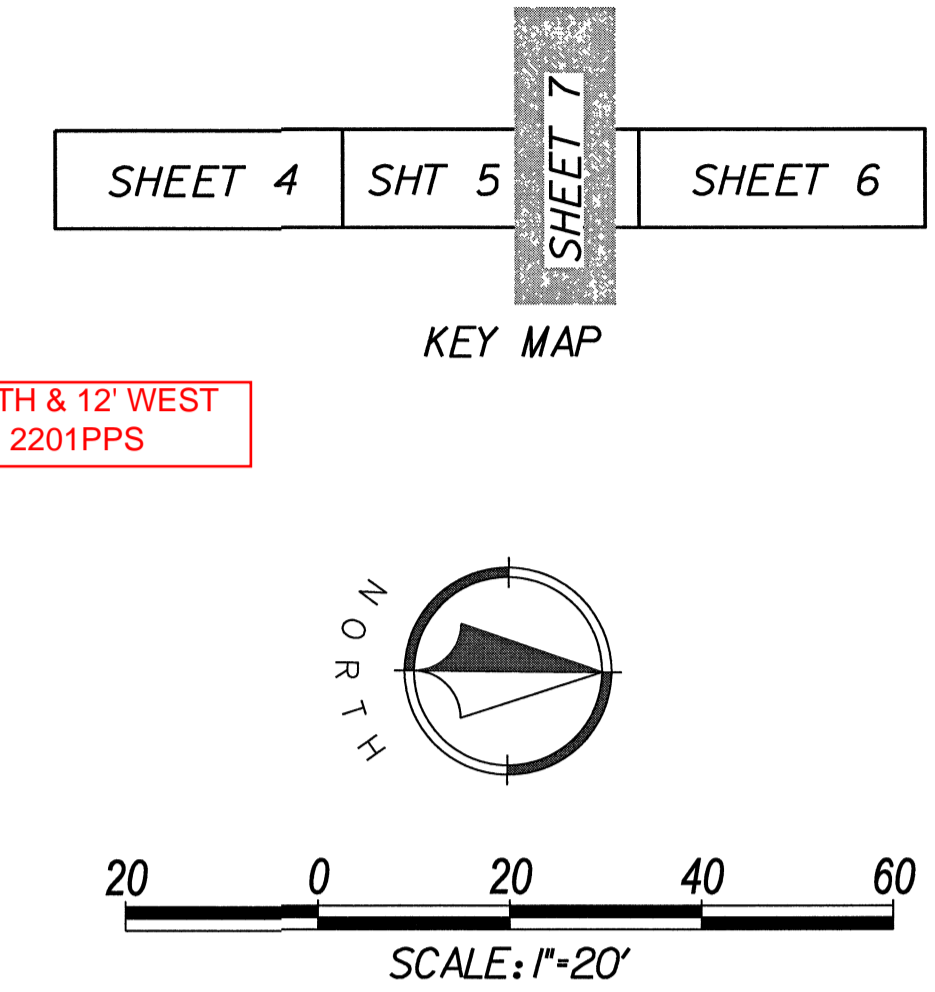 SHEET 4 SHT 5 SHEET 7 SHEET 6
KEY MAP
TH & 12' WEST
2201PPS
NORTH
20 0 20 40 60
SCALE: 1"=20'